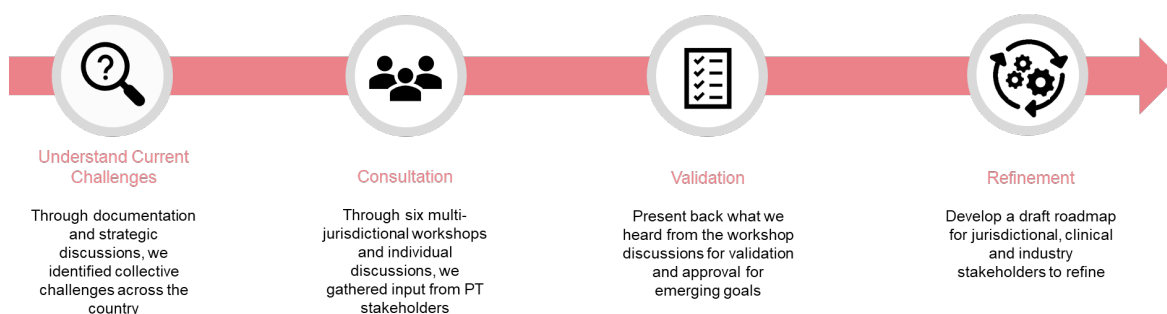 Understand Current
Challenges
Through documentation
and strategic
discussions, we
identified collective
challenges across the
country
Consultation
Through six multi-
jurisdictional workshops
and individual
discussions, we
gathered input from PT
stakeholders
Validation
Present back what we
heard from the workshop
discussions for validation
and approval for
emerging goals
Refinement
Develop a draft roadmap
for jurisdictional, clinical
and industry
stakeholders to refine